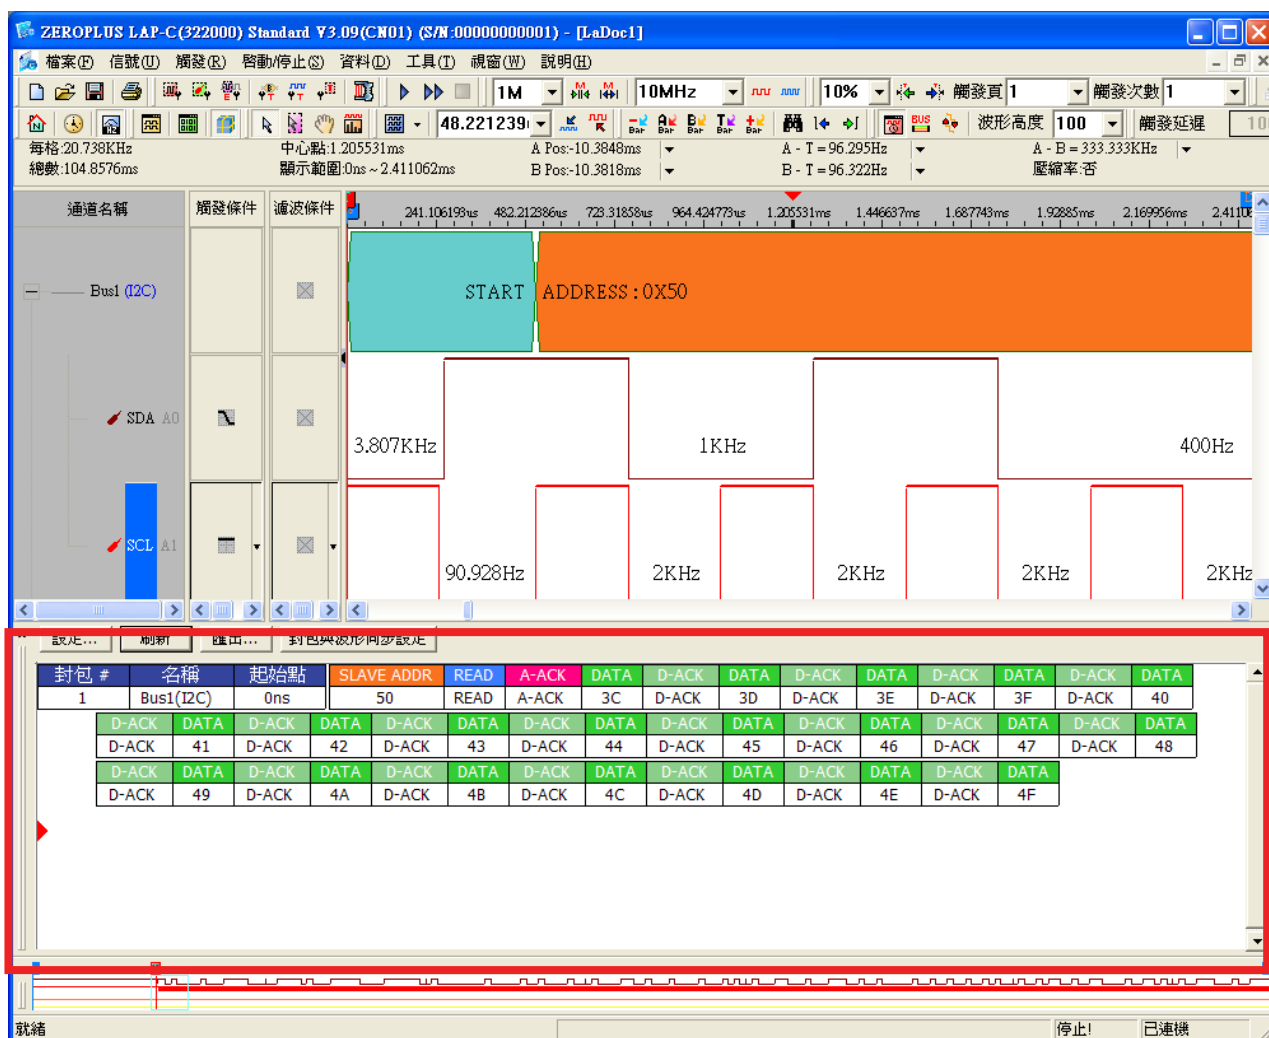 ZEROPLUS LAP-C(322000) Standard V3.09(CN01) (S/N:00000000001) - [LaDoc1]
檔案(F) 信號(U) 觸發(R) 啓動/停止(S) 資料(D) 工具(T) 視窗(W) 說明(H)
1M 10MHz 10% 觸發頁 1 觸發次數 1
48.221239 Bar Bar Bar Bar Bar BUS 波形高度 100 觸發延遲 10
每格:20.738KHz 中心點:1.205531ms A Pos:-10.3848ms A - T = 96.295Hz A - B = 333.333KHz
總數:104.8576ms 顯示範圍:0ns ~ 2.411062ms B Pos:-10.3818ms B - T = 96.322Hz 壓縮率:否
通道名稱 觸發條件 濾波條件 241.106193us 482.212386us 723.31858us 964.424773us 1.205531ms 1.446637ms 1.687743ms 1.92885ms 2.169956ms 2.4110
Bus1 (I2C) START ADDRESS:0X50
SDA A0 3.807KHz 1KHz 400Hz
SCL A1 90.928Hz 2KHz 2KHz 2KHz 2KHz
設定... 刷新 匯出... 封包與波形同步設定
封包 # 名稱 起始點 SLAVE ADDR READ A-ACK DATA D-ACK DATA D-ACK DATA D-ACK DATA D-ACK DATA
1 Bus1(I2C) 0ns 50 READ A-ACK 3C D-ACK 3D D-ACK 3E D-ACK 3F D-ACK 40
D-ACK DATA D-ACK DATA D-ACK DATA D-ACK DATA D-ACK DATA D-ACK DATA D-ACK DATA D-ACK DATA
D-ACK 41 D-ACK 42 D-ACK 43 D-ACK 44 D-ACK 45 D-ACK 46 D-ACK 47 D-ACK 48
D-ACK DATA D-ACK DATA D-ACK DATA D-ACK DATA D-ACK DATA D-ACK DATA D-ACK DATA
D-ACK 49 D-ACK 4A D-ACK 4B D-ACK 4C D-ACK 4D D-ACK 4E D-ACK 4F
就緒 停止! 已連機